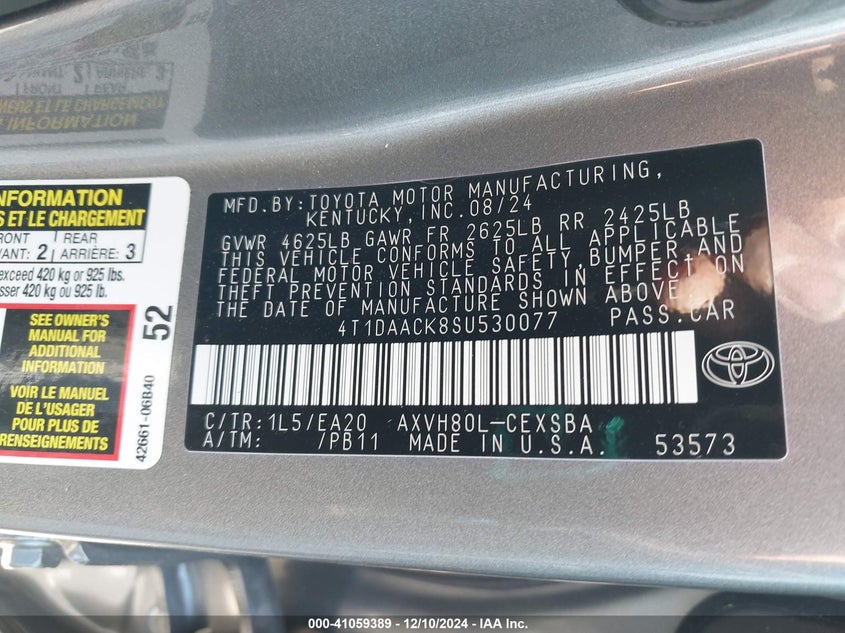 INFORMATION
S ET LE CHARGEMENT
FRONT
VANT: 2
REAR
ARRIÈRE: 3
exceed 420 kg or 925 lbs.
sser 420 kg ou 925 lb.
SEE OWNER'S
MANUAL FOR
ADDITIONAL
INFORMATION
VOIR LE MANUEL
DE L'USAGER
POUR PLUS DE
RENSEIGNEMENTS
52
42661-06B40
MFD.BY:TOYOTA MOTOR MANUFACTURING,
KENTUCKY,INC.08/24
GVWR 4625LB GAWR FR 2625LB RR 2425LB
THIS VEHICLE CONFORMS TO ALL APPLICABLE
FEDERAL MOTOR VEHICLE SAFETY,BUMPER AND
THEFT PREVENTION STANDARDS IN EFFECT ON
THE DATE OF MANUFACTURE SHOWN ABOVE.
4T1DAACK8SU530077 PASS.CAR
C/TR:1L5/EA20 AXVH80L-CEXSBA
A/TM: /PB11 MADE IN U.S.A. 53573
000-41059389 - 12/10/2024 - IAA Inc.